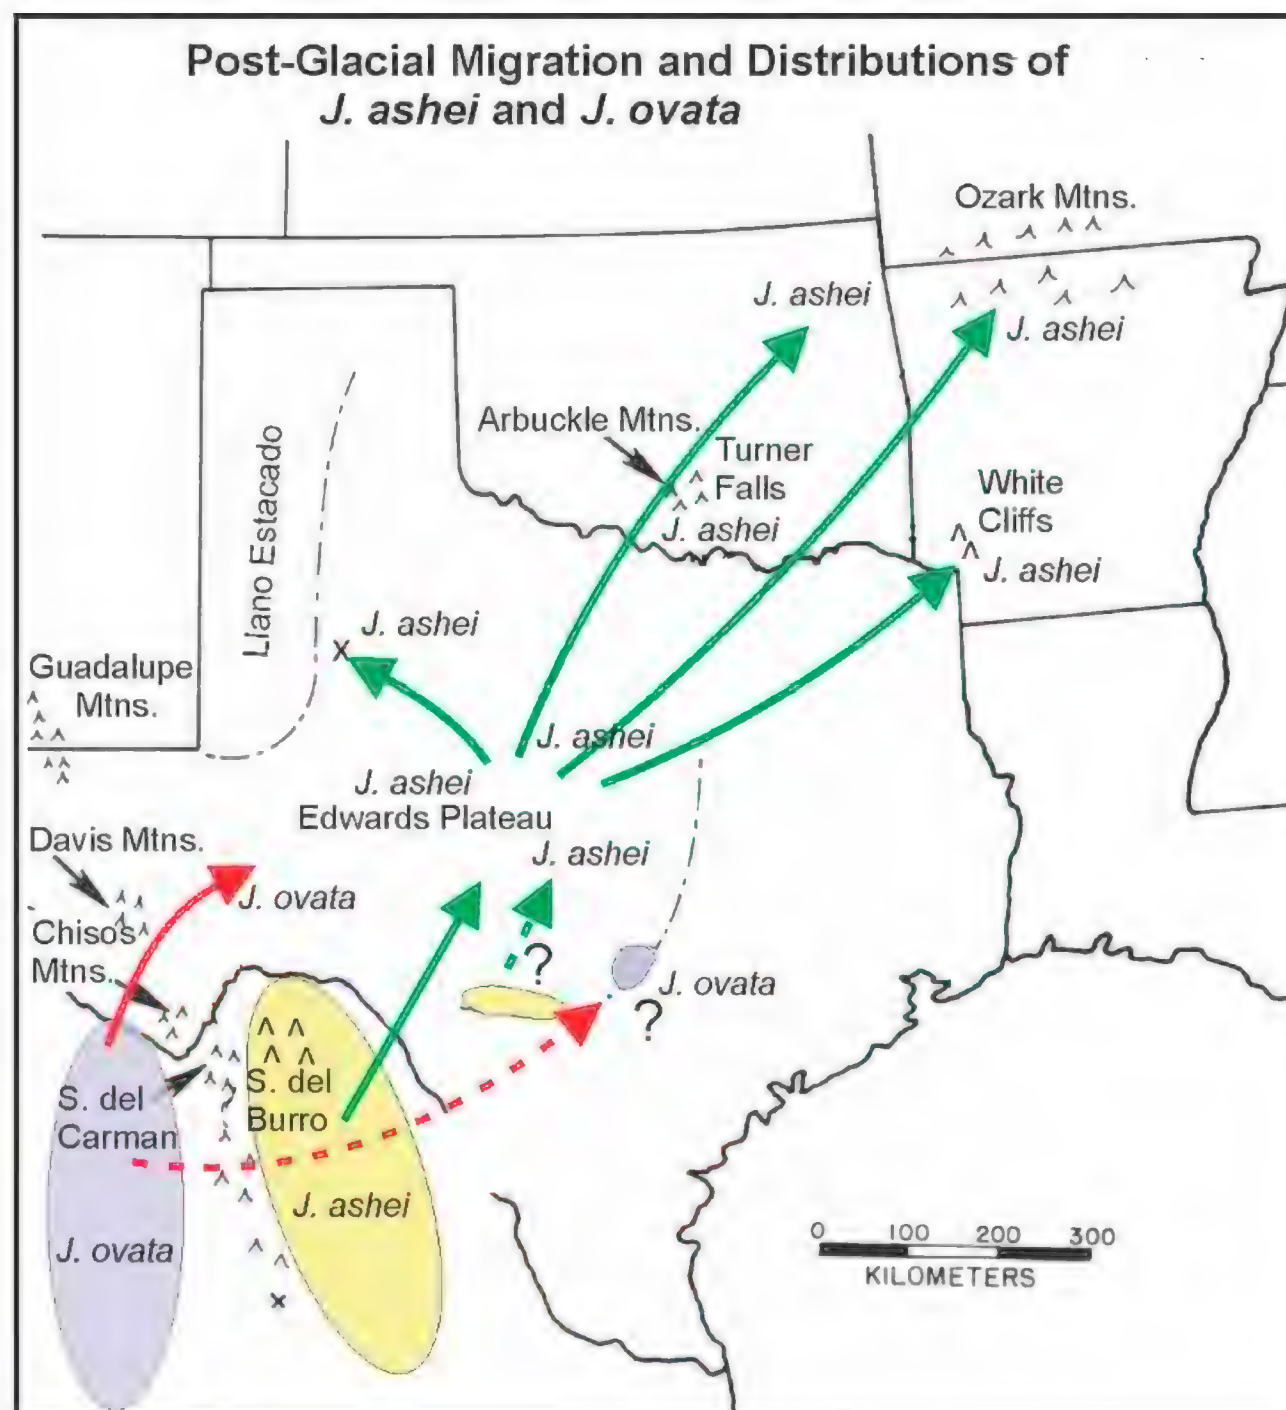 Post-Glacial Migration and Distributions of
J. ashei and J. ovata
Ozark Mtns.
J. ashei
J. ashei
Arbuckle Mtns.
Turner
Falls
J. ashei
White
Cliffs
J. ashei
Llano Estacado
J. ashei
Guadalupe
Mtns.
J. ashei
J. ashei
Edwards Plateau
J. ashei
Davis Mtns.
J. ovata
Chisos
Mtns.
?
J. ovata
?
S. del
Carman
S. del
Burro
J. ashei
J. ovata
0 100 200 300
KILOMETERS
x
x